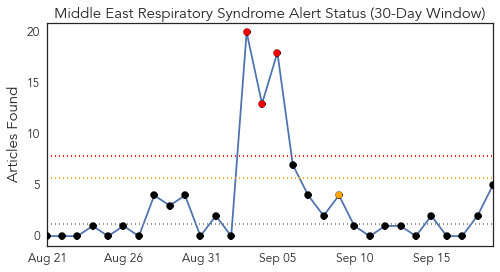 Middle East Respiratory Syndrome Alert Status (30-Day Window)
Articles Found
20
15
10
5
0
Aug 21 Aug 26 Aug 31 Sep 05 Sep 10 Sep 15